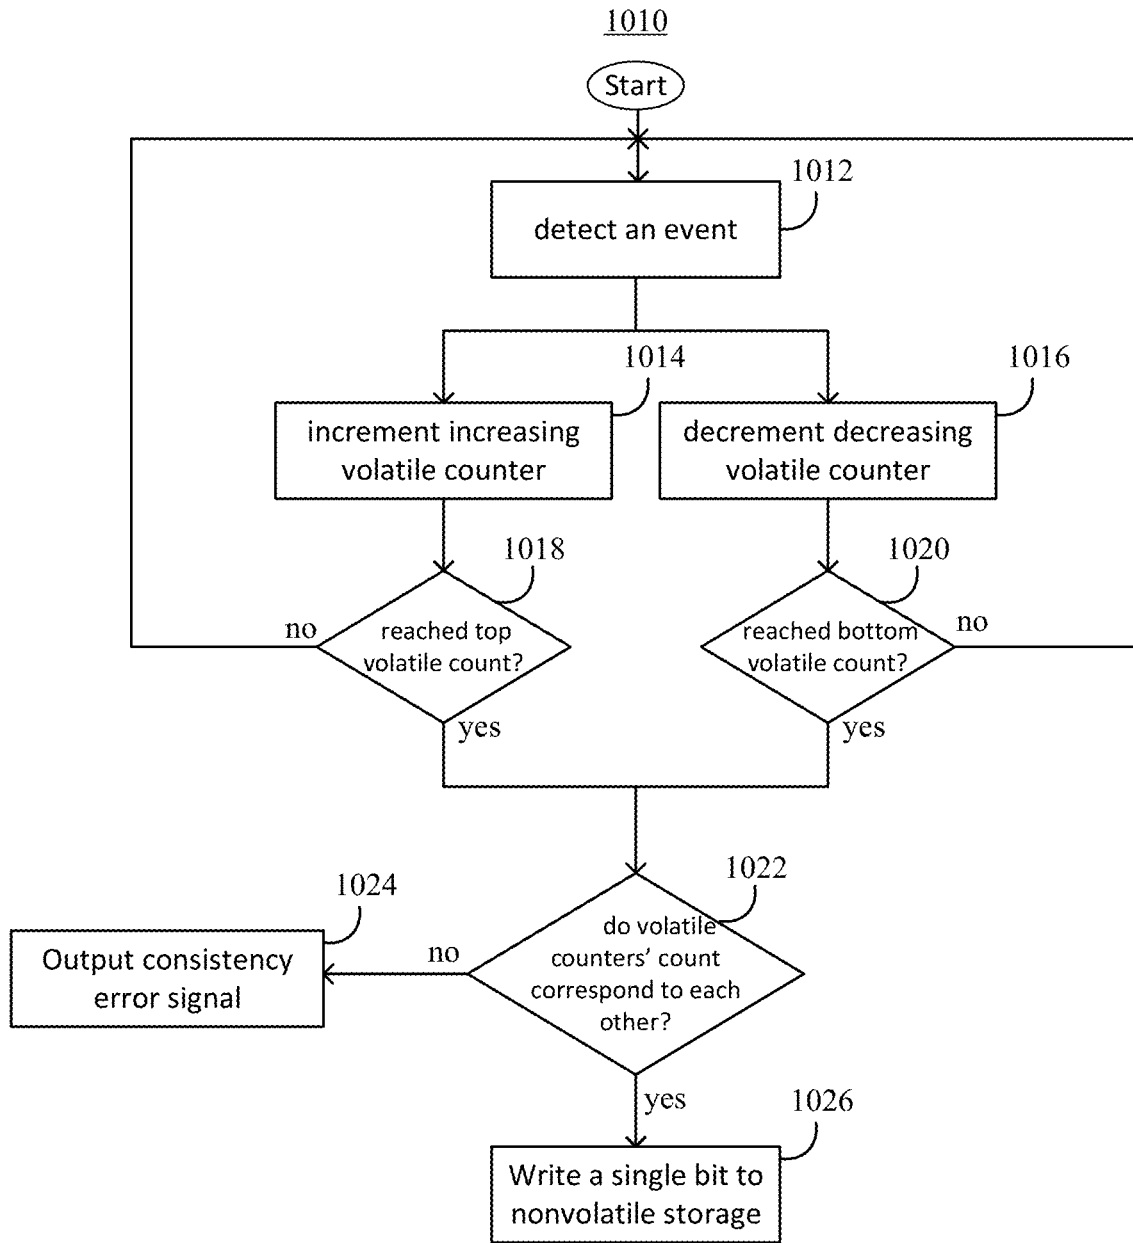 1010
Start
1012
detect an event
1014
1016
increment increasing
volatile counter
decrement decreasing
volatile counter
1018
1020
no
reached top
volatile count?
reached bottom
volatile count?
no
yes
yes
1022
1024
do volatile
counters’ count
correspond to each
other?
no
Output consistency
error signal
yes
1026
Write a single bit to
nonvolatile storage